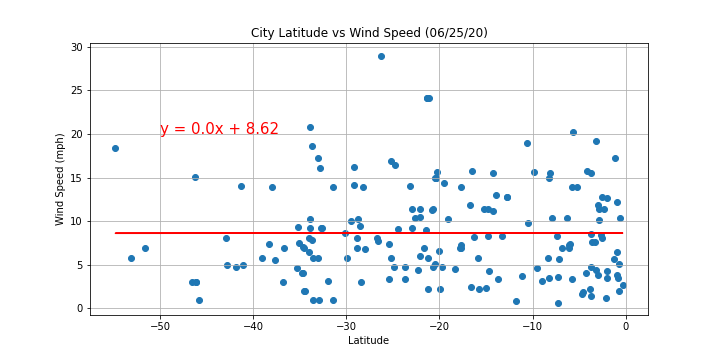 City Latitude vs Wind Speed (06/25/20)
30
25
20
15
10
5
0
Wind Speed (mph)
y = 0.0x + 8.62
−50 −40 −30 −20 −10 0
Latitude